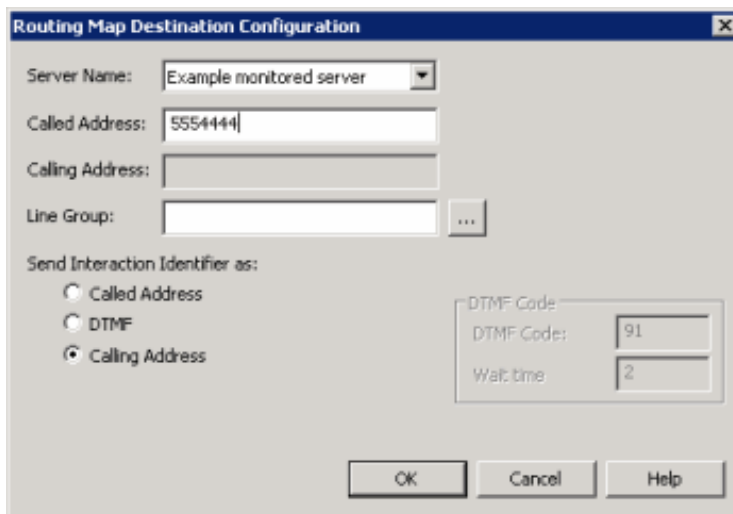 Routing Map Destination Configuration
Server Name: Example monitored server
Called Address: 5554444
Calling Address:
Line Group: ...
Send Interaction Identifier as:
Called Address
DTMF
Calling Address
DTMF Code
DTMF Code: 91
Wait time 2
OK Cancel Help